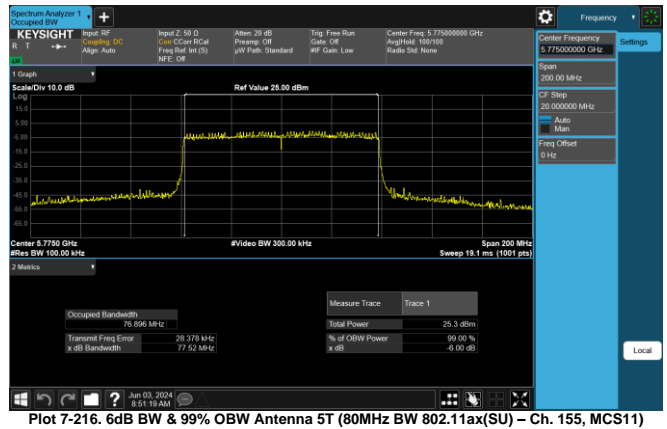 Spectrum Analyzer 1
Occupied BW
+
Frequency
KEYSIGHT
R T
Input: RF
Coupling: DC
Align: Auto
Input Z: 50 Ω
Corr CCorr RCal
Freq Ref: Int (S)
NFE: Off
Atten: 20 dB
Preamp: Off
µW Path: Standard
Trig: Free Run
Gate: Off
#IF Gain: Low
Center Freq: 5.775000000 GHz
Avg|Hold: 100/100
Radio Std: None
Center Frequency
5.775000000 GHz
Settings
Span
200.00 MHz
CF Step
20.000000 MHz
Auto
Man
Freq Offset
0 Hz
Local
1 Graph
Scale/Div 10.0 dB
Ref Value 25.00 dBm
Log
15.0
5.00
-5.00
-15.0
-25.0
-35.0
-45.0
-55.0
-65.0
Center 5.7750 GHz
#Video BW 300.00 kHz
Span 200 MHz
#Res BW 100.00 kHz
Sweep 19.1 ms (1001 pts)
2 Metrics
Measure Trace
Trace 1
Occupied Bandwidth
76.896 MHz
Total Power
25.3 dBm
Transmit Freq Error
28.378 kHz
% of OBW Power
99.00 %
x dB Bandwidth
77.52 MHz
x dB
-6.00 dB
?
Jun 03, 2024
8:51:19 AM
Plot 7-216. 6dB BW & 99% OBW Antenna 5T (80MHz BW 802.11ax(SU) – Ch. 155, MCS11)